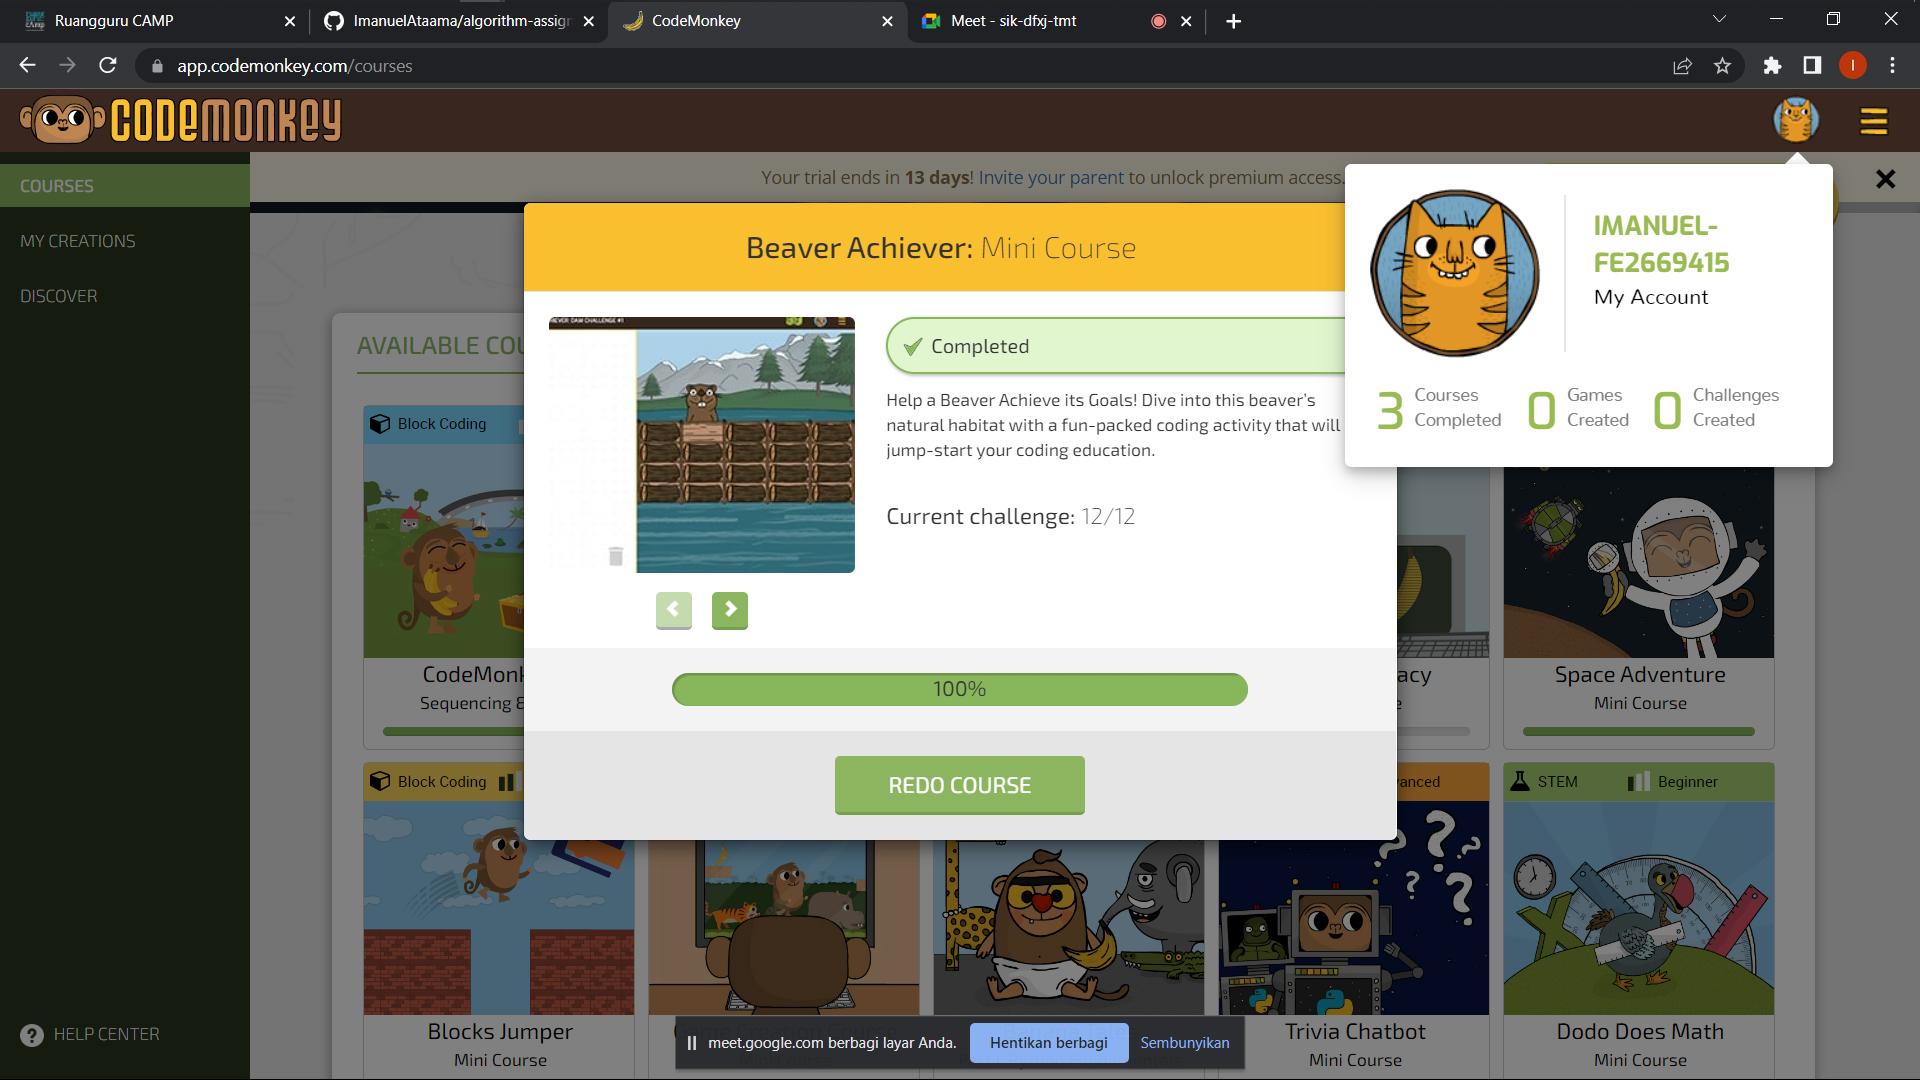 Ruangguru CAMP
ImanuelAtaama/algorithm-assign
CodeMonkey
Meet - sik-dfxj-tmt
app.codemonkey.com/courses
I
CODEMONKEY
COURSES
MY CREATIONS
DISCOVER
HELP CENTER
Your trial ends in 13 days! Invite your parent to unlock premium access.
IMANUEL-
FE2669415
My Account
3 Courses Completed
0 Games Created
0 Challenges Created
AVAILABLE COU
Beaver Achiever: Mini Course
Completed
Help a Beaver Achieve its Goals! Dive into this beaver's
natural habitat with a fun-packed coding activity that will
jump-start your coding education.
Current challenge: 12/12
100%
REDO COURSE
Block Coding
CodeMonk
Sequencing &
acy
Space Adventure
Mini Course
Block Coding
anced
STEM
Beginner
Blocks Jumper
Mini Course
Trivia Chatbot
Mini Course
Dodo Does Math
Mini Course
meet.google.com berbagi layar Anda.
Hentikan berbagi
Sembunyikan